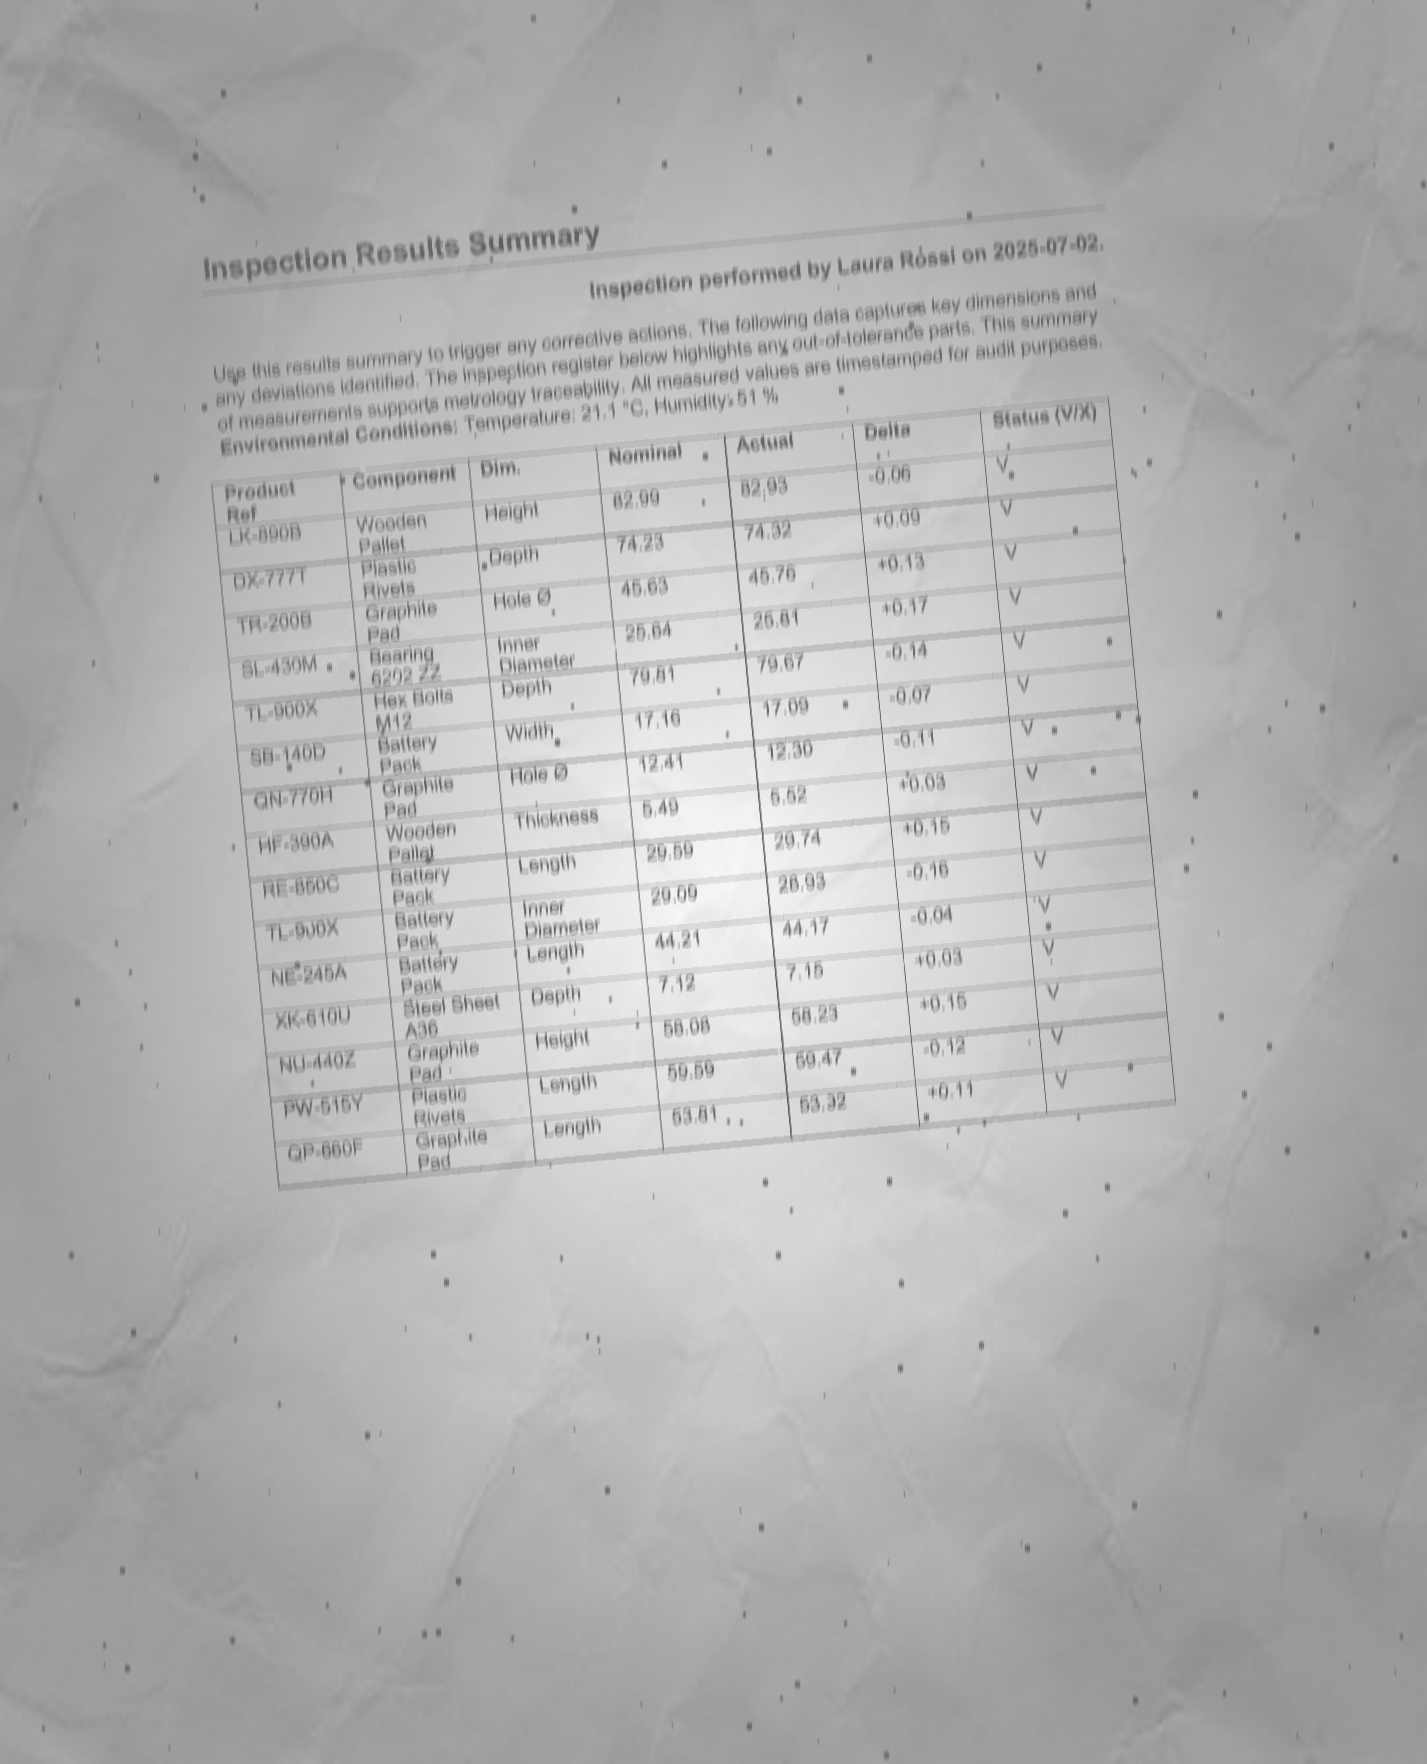 Inspection Results Summary
Inspection performed by Laura Rossi on 2025-07-02.
Use this results summary to trigger any corrective actions. The following data captures key dimensions and
any deviations identified. The inspection register below highlights any out-of-tolerance parts. This summary
of measurements supports metrology traceability. All measured values are timestamped for audit purposes.
Environmental Conditions: Temperature: 21.1 °C, Humidity: 51 %
Product Ref Component Dim. Nominal Actual Delta Status (V/X)
LK-890B Wooden Pallet Height 82.99 82.93 -0.06 V
DX-777T Plastic Rivets Depth 74.23 74.32 +0.09 V
TR-200B Graphite Pad Hole Ø 45.63 45.76 +0.13 V
SL-430M Bearing 6202 ZZ Inner Diameter 25.64 25.81 +0.17 V
TL-900X Hex Bolts M12 Depth 79.81 79.67 -0.14 V
SB-140D Battery Pack Width 17.16 17.09 -0.07 V
QN-770H Graphite Pad Hole Ø 12.41 12.30 -0.11 V
HF-390A Wooden Pallet Thickness 5.49 5.52 +0.03 V
RE-850C Battery Pack Length 29.59 29.74 +0.15 V
TL-900X Battery Pack Inner Diameter 29.09 28.93 -0.16 V
NE-245A Battery Pack Length 44.21 44.17 -0.04 V
XK-610U Steel Sheet A36 Depth 7.12 7.15 +0.03 V
NU-440Z Graphite Pad Height 58.08 58.23 +0.15 V
PW-515Y Plastic Rivets Length 59.59 59.47 -0.12 V
QP-660F Graphite Pad Length 53.81 53.92 +0.11 V